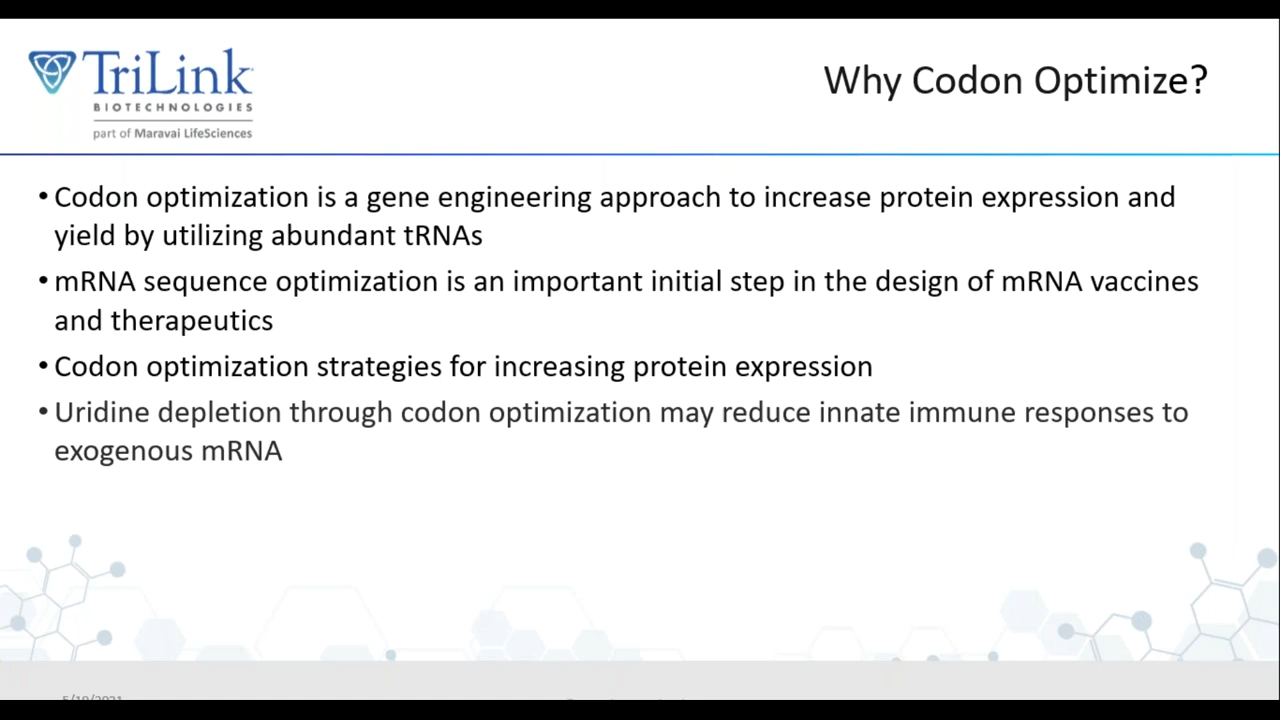 TriLink
BIOTECHNOLOGIES
part of Maravai LifeSciences
Why Codon Optimize?
• Codon optimization is a gene engineering approach to increase protein expression and
yield by utilizing abundant tRNAs
• mRNA sequence optimization is an important initial step in the design of mRNA vaccines
and therapeutics
• Codon optimization strategies for increasing protein expression
• Uridine depletion through codon optimization may reduce innate immune responses to
exogenous mRNA